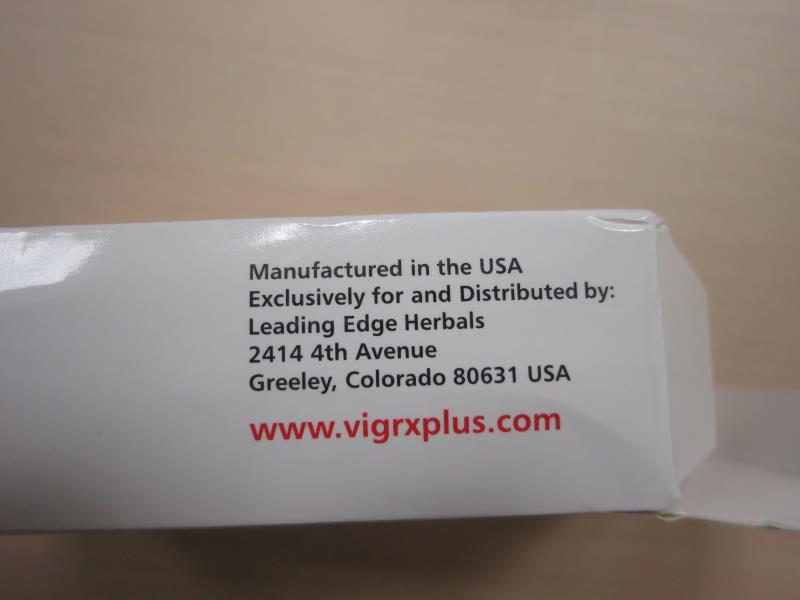 Manufactured in the USA
Exclusively for and Distributed by:
Leading Edge Herbals
2414 4th Avenue
Greeley, Colorado 80631 USA
www.vigrxplus.com